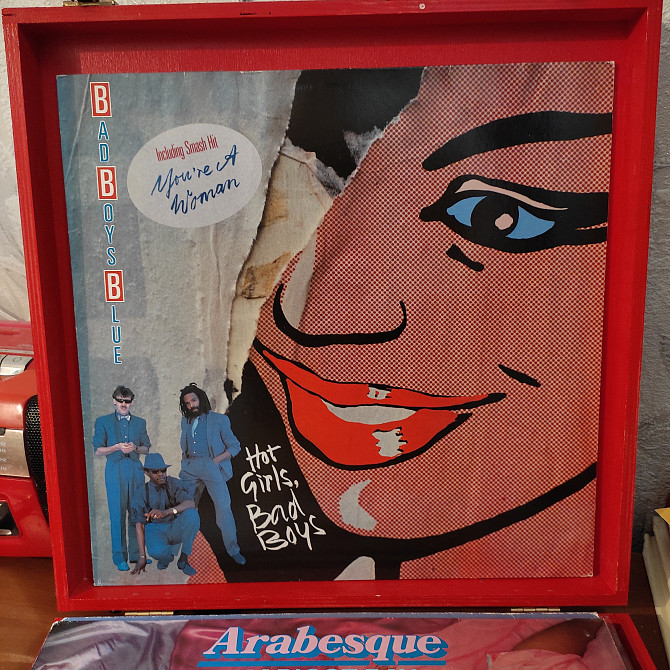 BAD BOYS BLUE
Including Smash Hit
You're A
Woman
Hot
Girls,
Bad
Boys
Arabesque